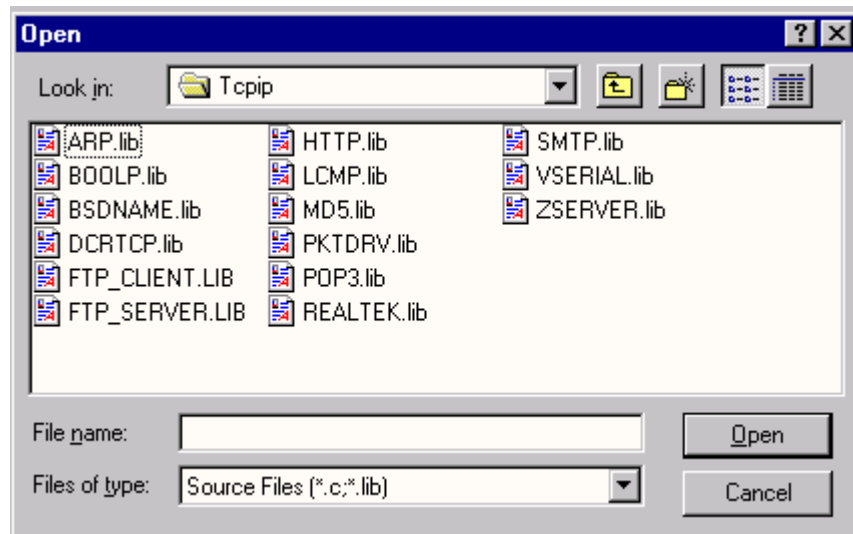 Open
Look in: Tcpip
ARP.lib HTTP.lib SMTP.lib
BOOLP.lib LCMP.lib VSERIAL.lib
BSDNAME.lib MD5.lib ZSERVER.lib
DCRTCP.lib PKTDRV.lib
FTP_CLIENT.LIB POP3.lib
FTP_SERVER.LIB REALTEK.lib
File name: Open
Files of type: Source Files (*.c;*.lib) Cancel